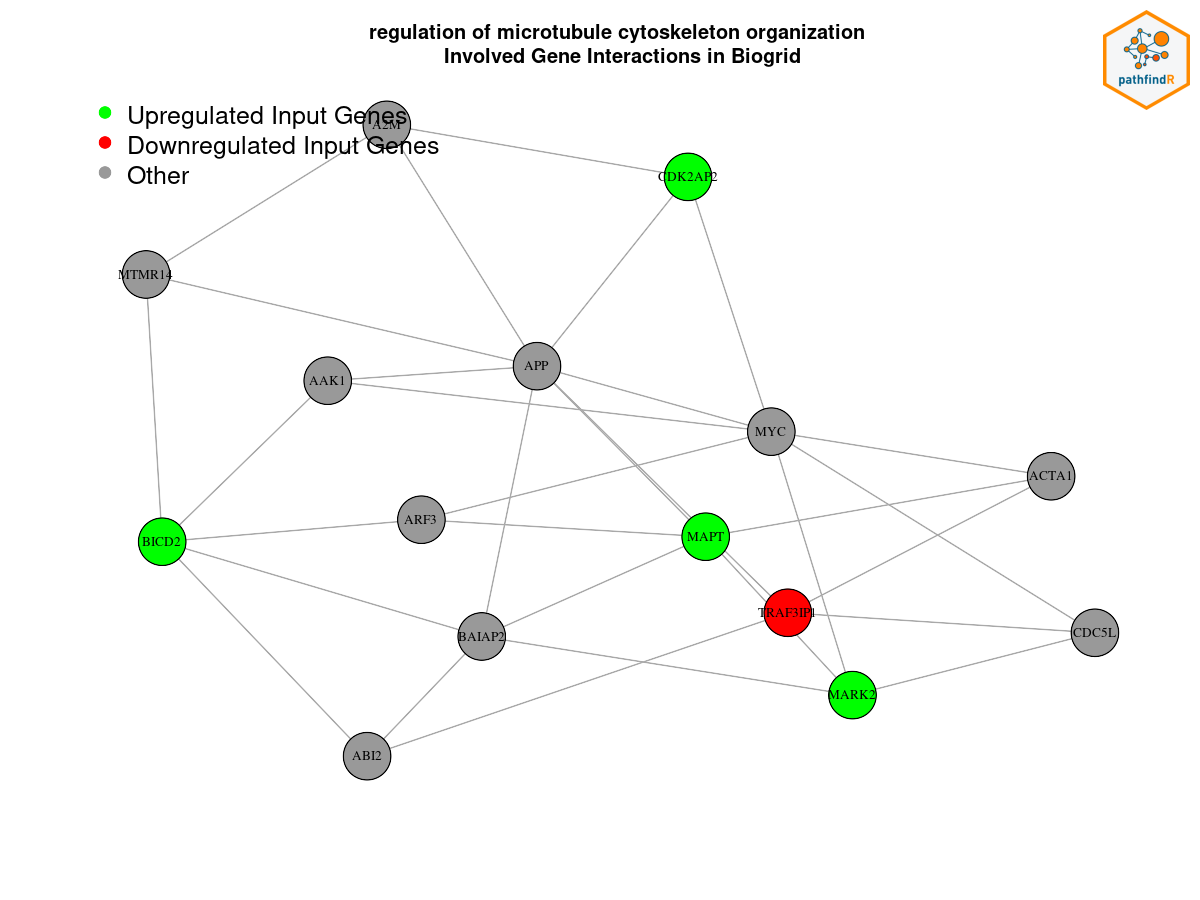 regulation of microtubule cytoskeleton organization
Involved Gene Interactions in Biogrid
pathfindR
Upregulated Input Genes
Downregulated Input Genes
Other
A2M
CDK2AP2
MTMR14
APP
AAK1
MYC
ACTA1
ARF3
MAPT
BICD2
TRAF3IP1
CDC5L
BAIAP2
MARK2
ABI2